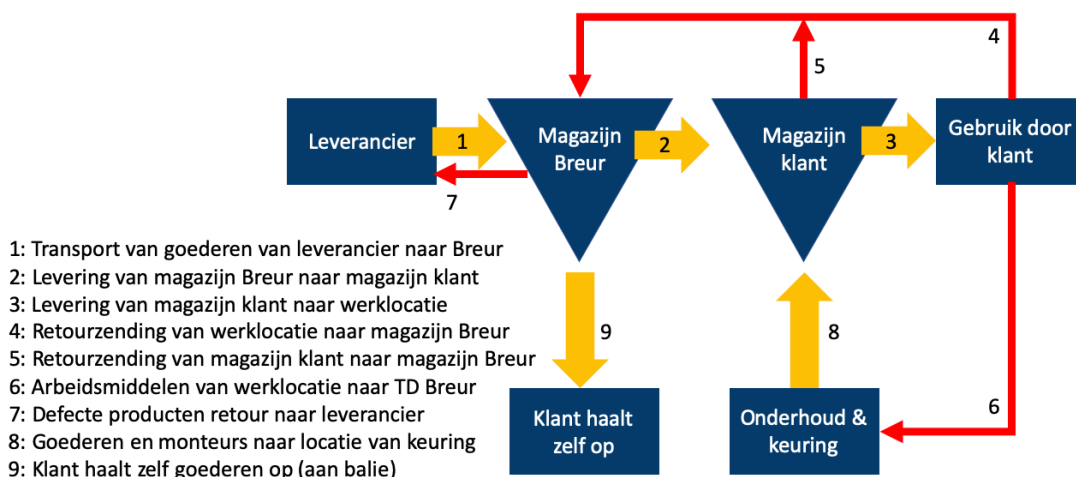 4
5
Leverancier
1
Magazijn
Breur
2
Magazijn
klant
3
Gebruik door
klant
7
1: Transport van goederen van leverancier naar Breur
2: Levering van magazijn Breur naar magazijn klant
3: Levering van magazijn klant naar werklocatie
4: Retourzending van werklocatie naar magazijn Breur
5: Retourzending van magazijn klant naar magazijn Breur
6: Arbeidsmiddelen van werklocatie naar TD Breur
7: Defecte producten retour naar leverancier
8: Goederen en monteurs naar locatie van keuring
9: Klant haalt zelf goederen op (aan balie)
9
8
6
Klant haalt
zelf op
Onderhoud &
keuring